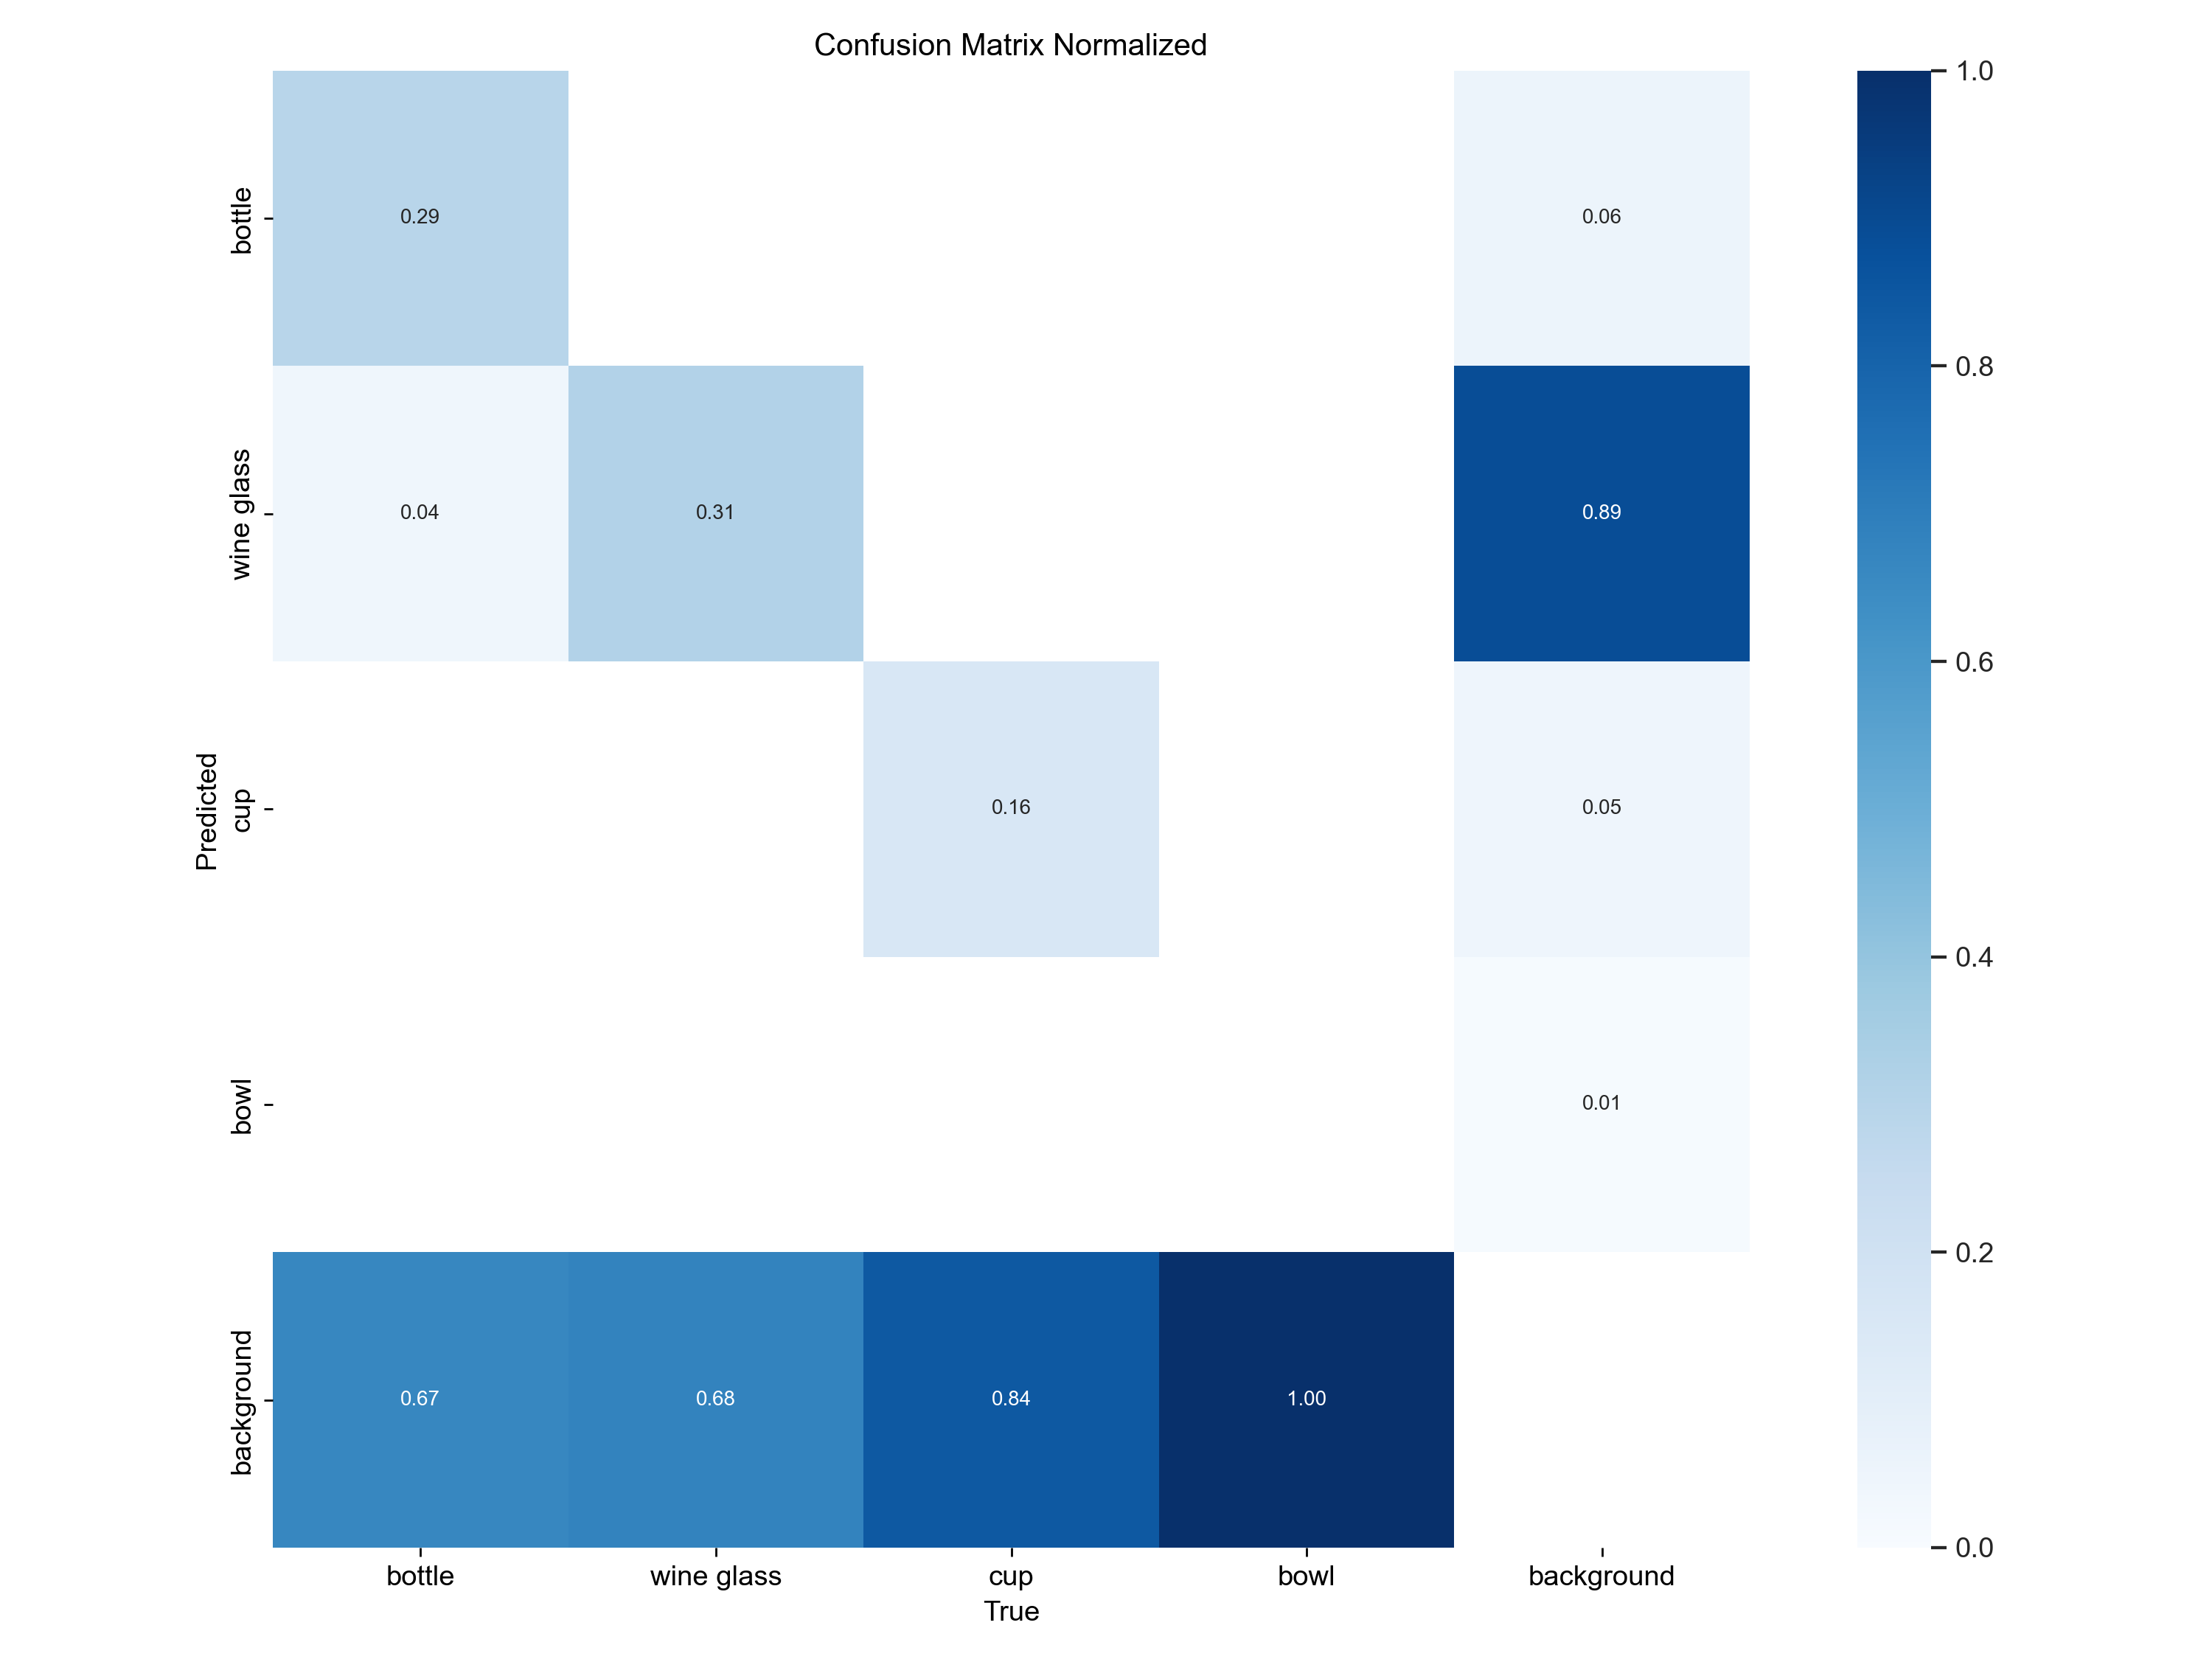 Confusion Matrix Normalized
1.0
bottle
0.29
0.06
0.8
wine glass
0.04
0.31
0.89
0.6
Predicted
cup
0.16
0.05
0.4
bowl
0.01
0.2
background
0.67
0.68
0.84
1.00
0.0
bottle
wine glass
cup
bowl
background
True